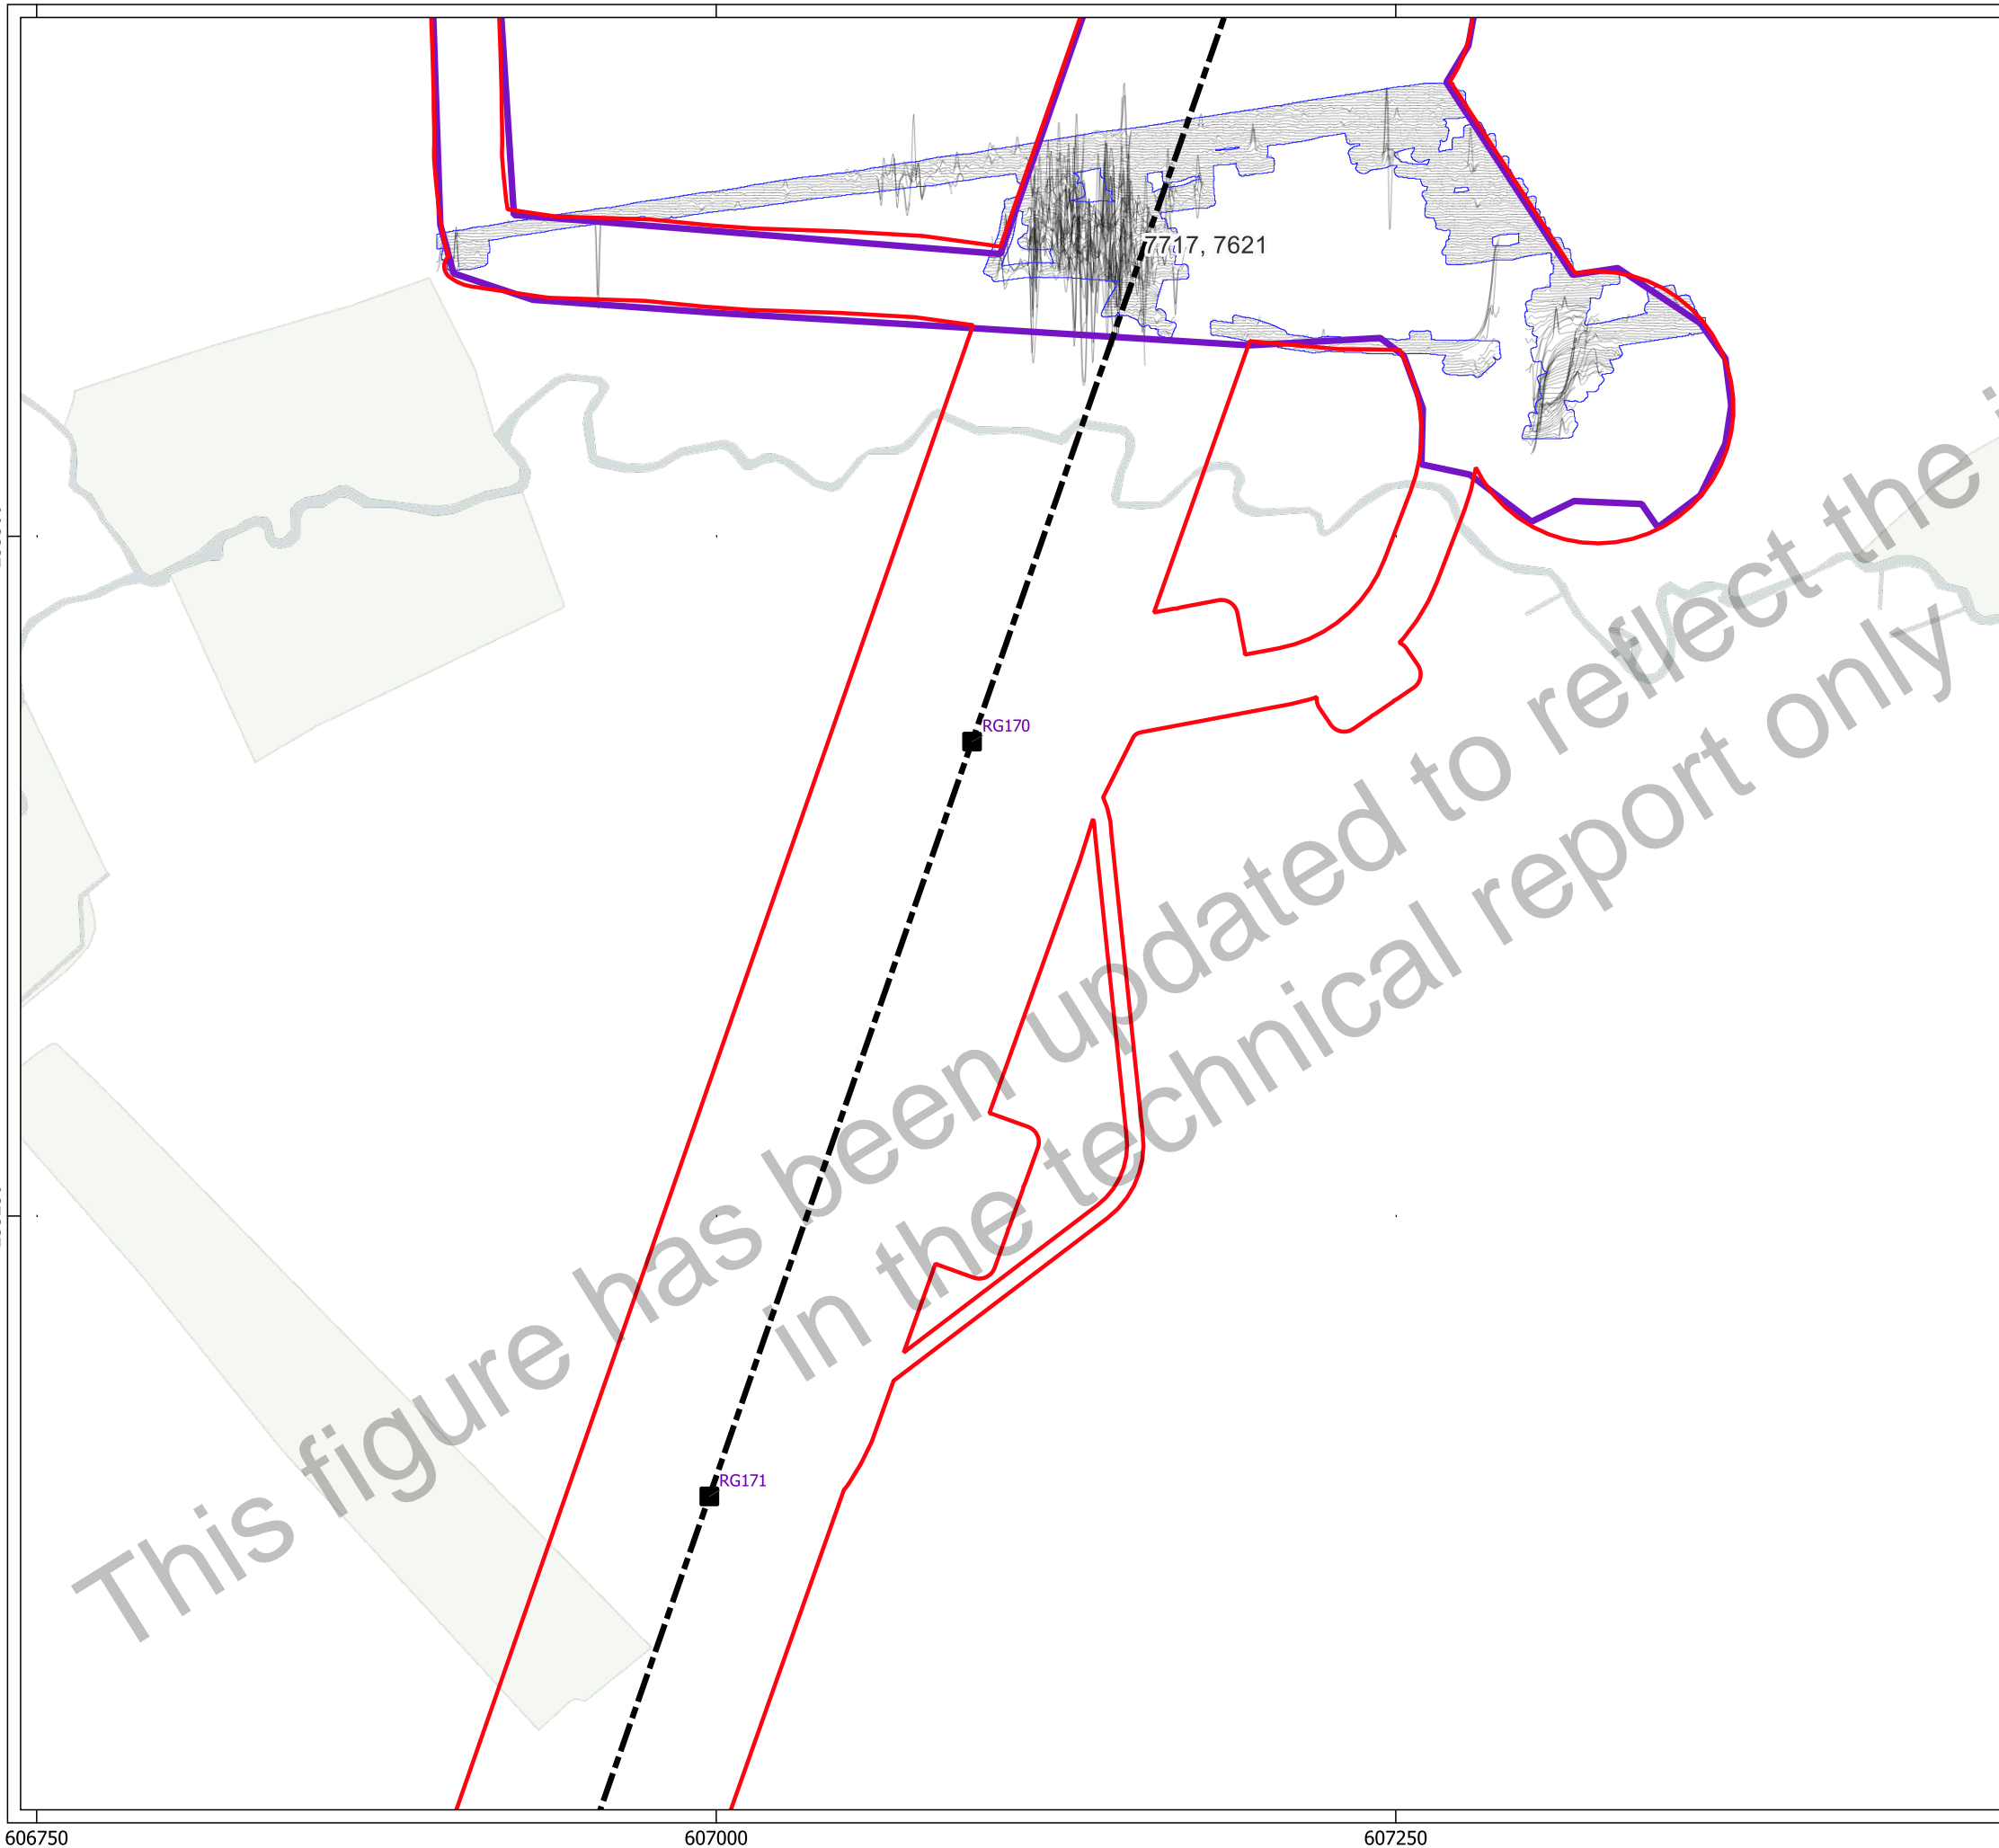 7717, 7621
RG170
This figure has been updated to reflect the
in the technical report only
RG171
606750
607000
607250